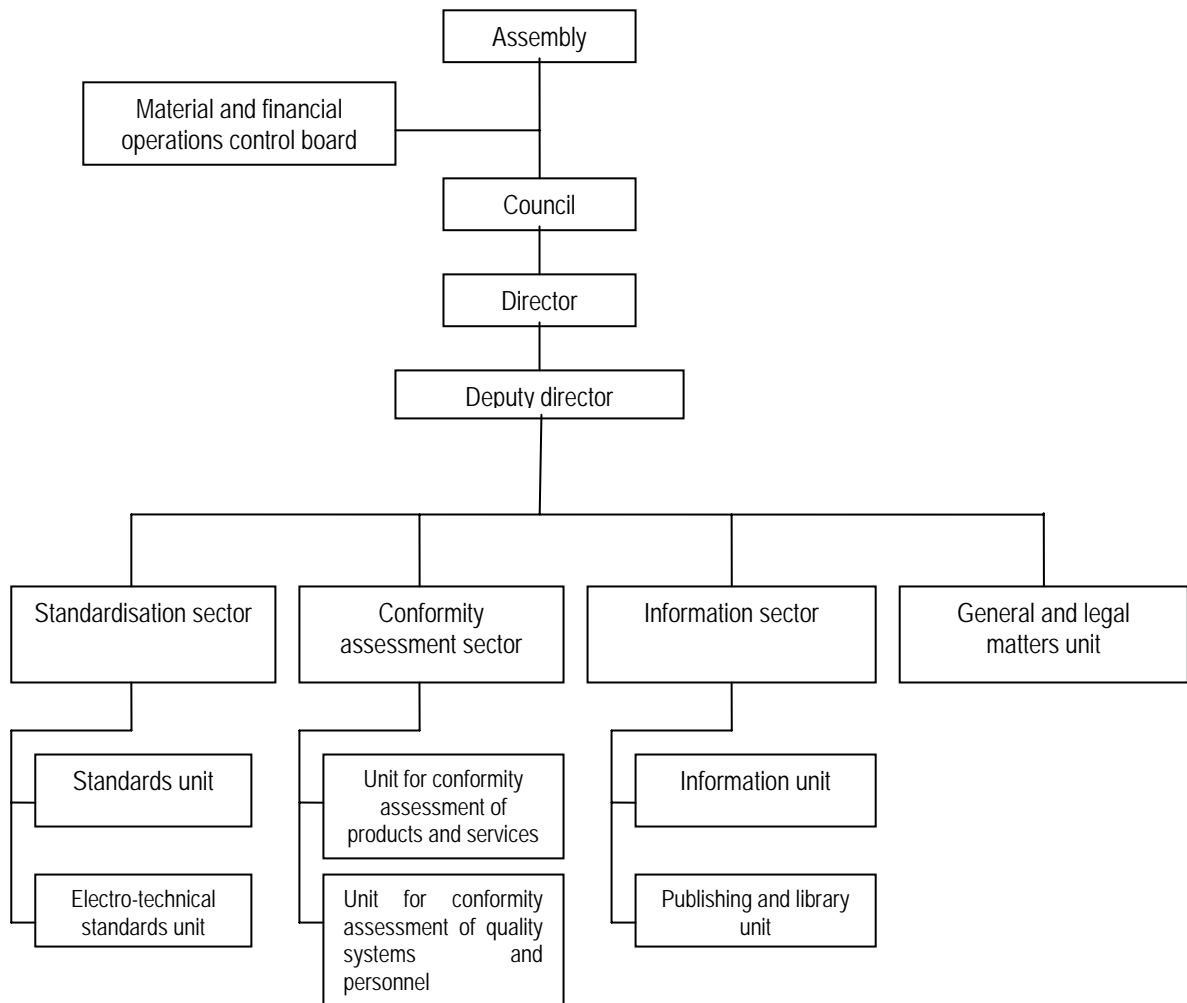 Assembly
Material and financial
operations control board
Council
Director
Deputy director
Standardisation sector
Conformity
assessment sector
Information sector
General and legal
matters unit
Standards unit
Unit for conformity
assessment of
products and services
Information unit
Electro-technical
standards unit
Unit for conformity
assessment of quality
systems and
personnel
Publishing and library
unit